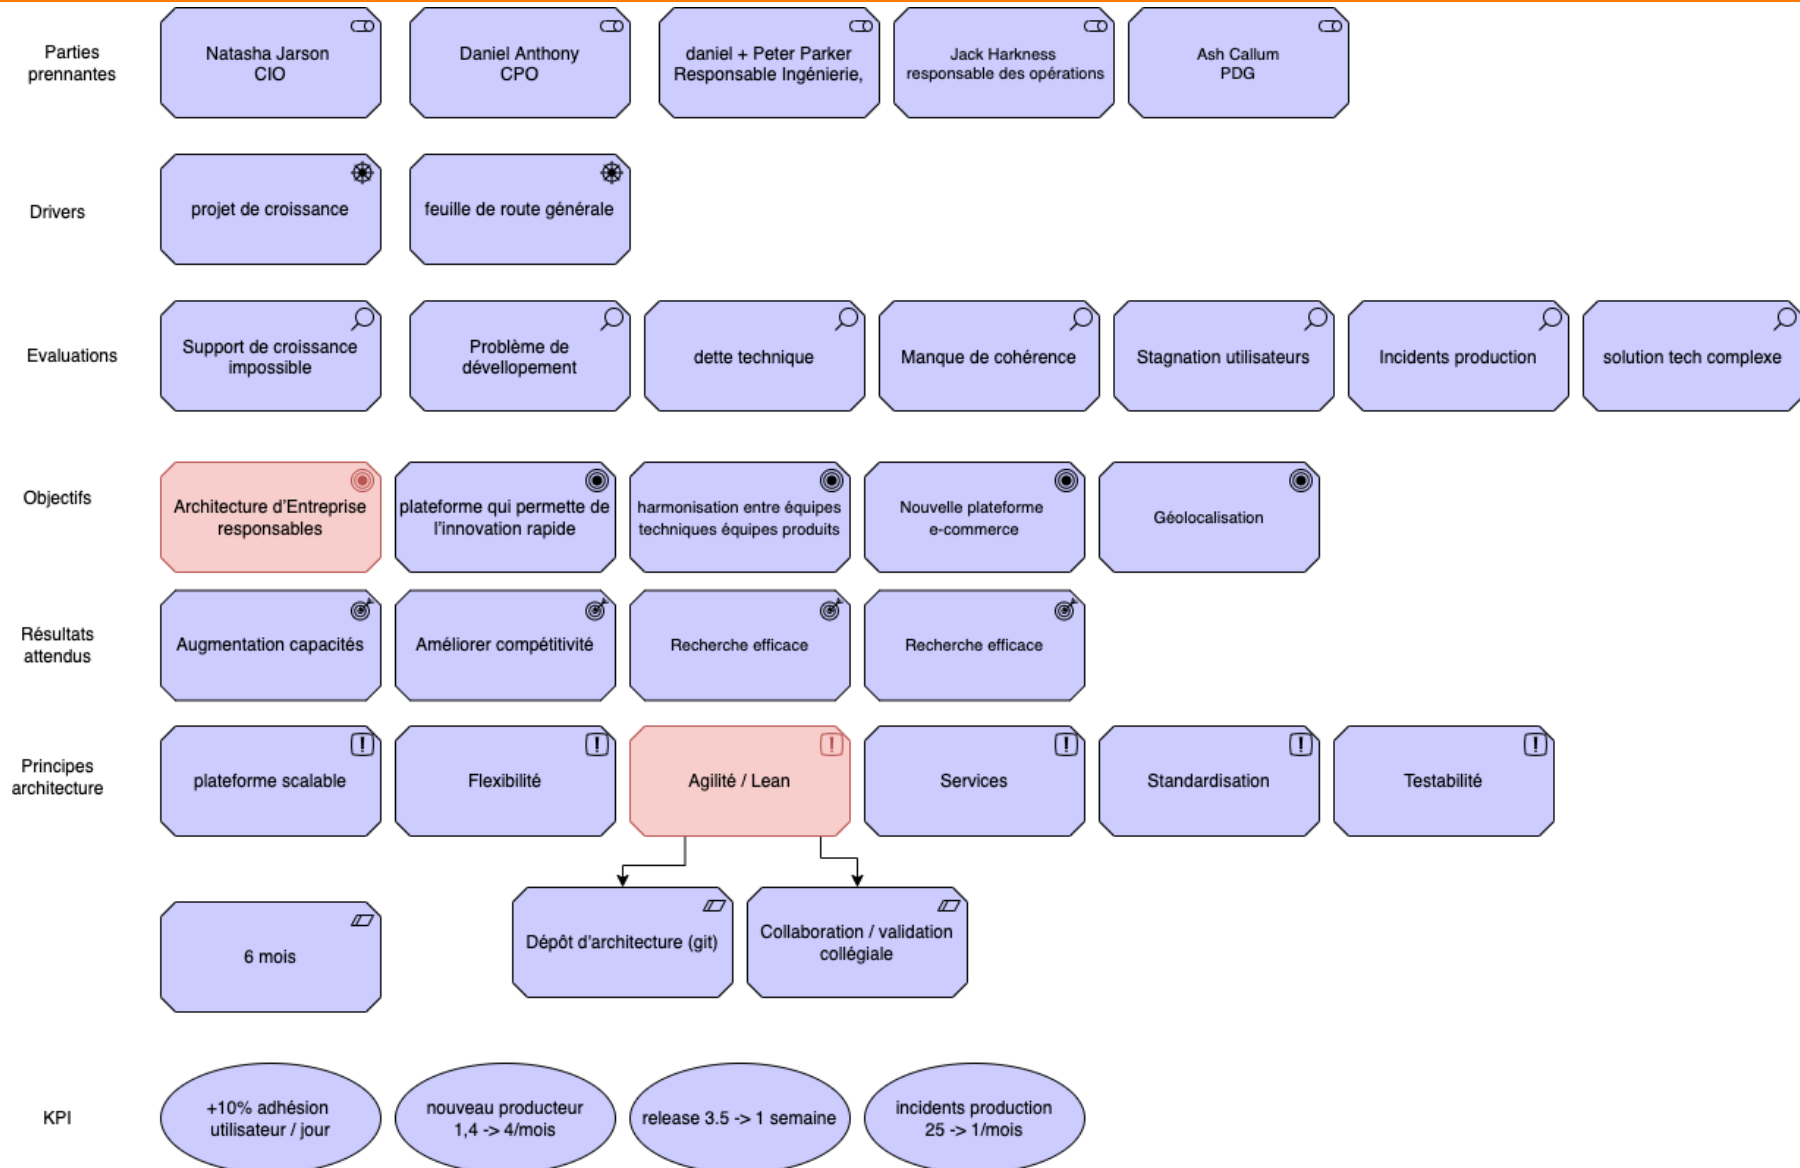 Parties
prennantes
Natasha Jarson
CIO
Daniel Anthony
CPO
daniel + Peter Parker
Responsable Ingénierie,
Jack Harkness
responsable des opérations
Ash Callum
PDG
Drivers
projet de croissance
feuille de route générale
Evaluations
Support de croissance
impossible
Problème de
dévellopement
dette technique
Manque de cohérence
Stagnation utilisateurs
Incidents production
solution tech complexe
Objectifs
Architecture d'Entreprise
responsables
plateforme qui permette de
l'innovation rapide
harmonisation entre équipes
techniques équipes produits
Nouvelle plateforme
e-commerce
Géolocalisation
Résultats
attendus
Augmentation capacités
Améliorer compétitivité
Recherche efficace
Recherche efficace
Principes
architecture
plateforme scalable
Flexibilité
Agilité / Lean
Services
Standardisation
Testabilité
6 mois
Dépôt d'architecture (git)
Collaboration / validation
collégiale
KPI
+10% adhésion
utilisateur / jour
nouveau producteur
1,4 -> 4/mois
release 3.5 -> 1 semaine
incidents production
25 -> 1/mois